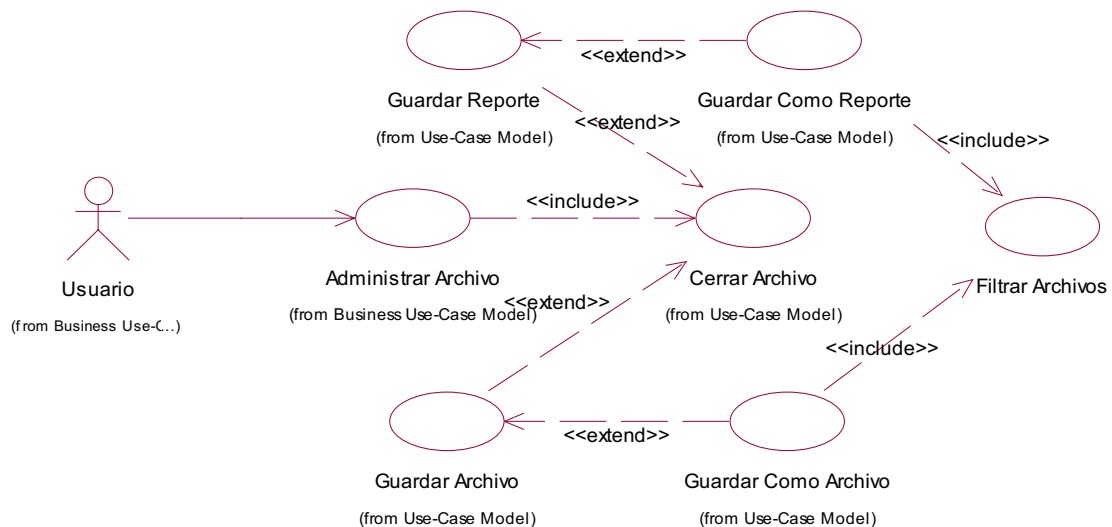 <<extend>>
Guardar Reporte
(from Use-Case Model)
Guardar Como Reporte
(from Use-Case Model)
<<extend>>
<<include>>
Usuario
(from Business Use-C...)
<<include>>
Administrar Archivo
(from Business Use-Case Model)
Cerrar Archivo
(from Use-Case Model)
Filtrar Archivos
<<extend>>
<<include>>
<<extend>>
Guardar Archivo
(from Use-Case Model)
Guardar Como Archivo
(from Use-Case Model)